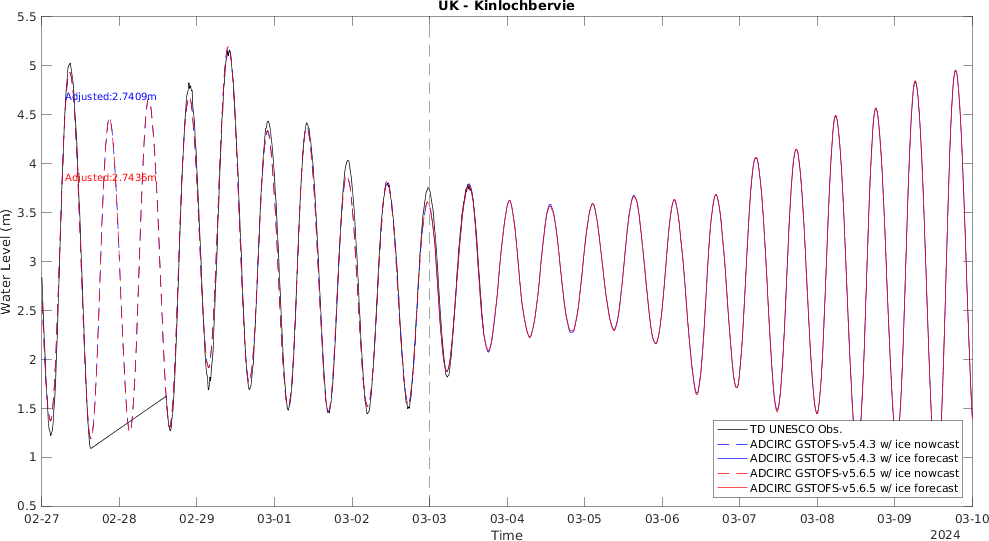 UK - Kinlochbervie
5.5
5
4.5
4
3.5
3
2.5
2
1.5
1
0.5
Water Level (m)
Adjusted:2.7409m
Adjusted:2.7436m
TD UNESCO Obs.
ADCIRC GSTOFS-v5.4.3 w/ ice nowcast
ADCIRC GSTOFS-v5.4.3 w/ ice forecast
ADCIRC GSTOFS-v5.6.5 w/ ice nowcast
ADCIRC GSTOFS-v5.6.5 w/ ice forecast
02-27 02-28 02-29 03-01 03-02 03-03 03-04 03-05 03-06 03-07 03-08 03-09 03-10
Time
2024